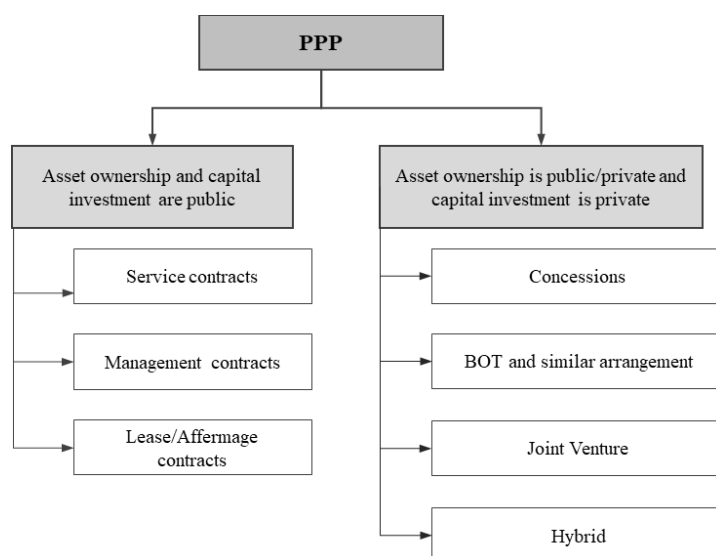 PPP
Asset ownership and capital
investment are public
Service contracts
Management contracts
Lease/Affermage
contracts
Asset ownership is public/private and
capital investment is private
Concessions
BOT and similar arrangement
Joint Venture
Hybrid